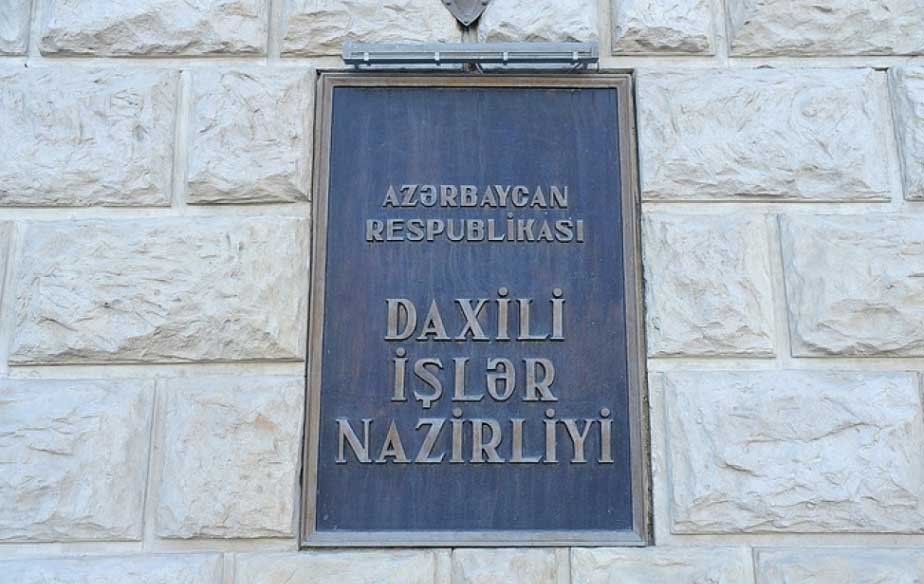 AZƏRBAYCAN
RESPUBLİKASI
DAXİLİ
İŞLƏR
NAZİRLİYİ